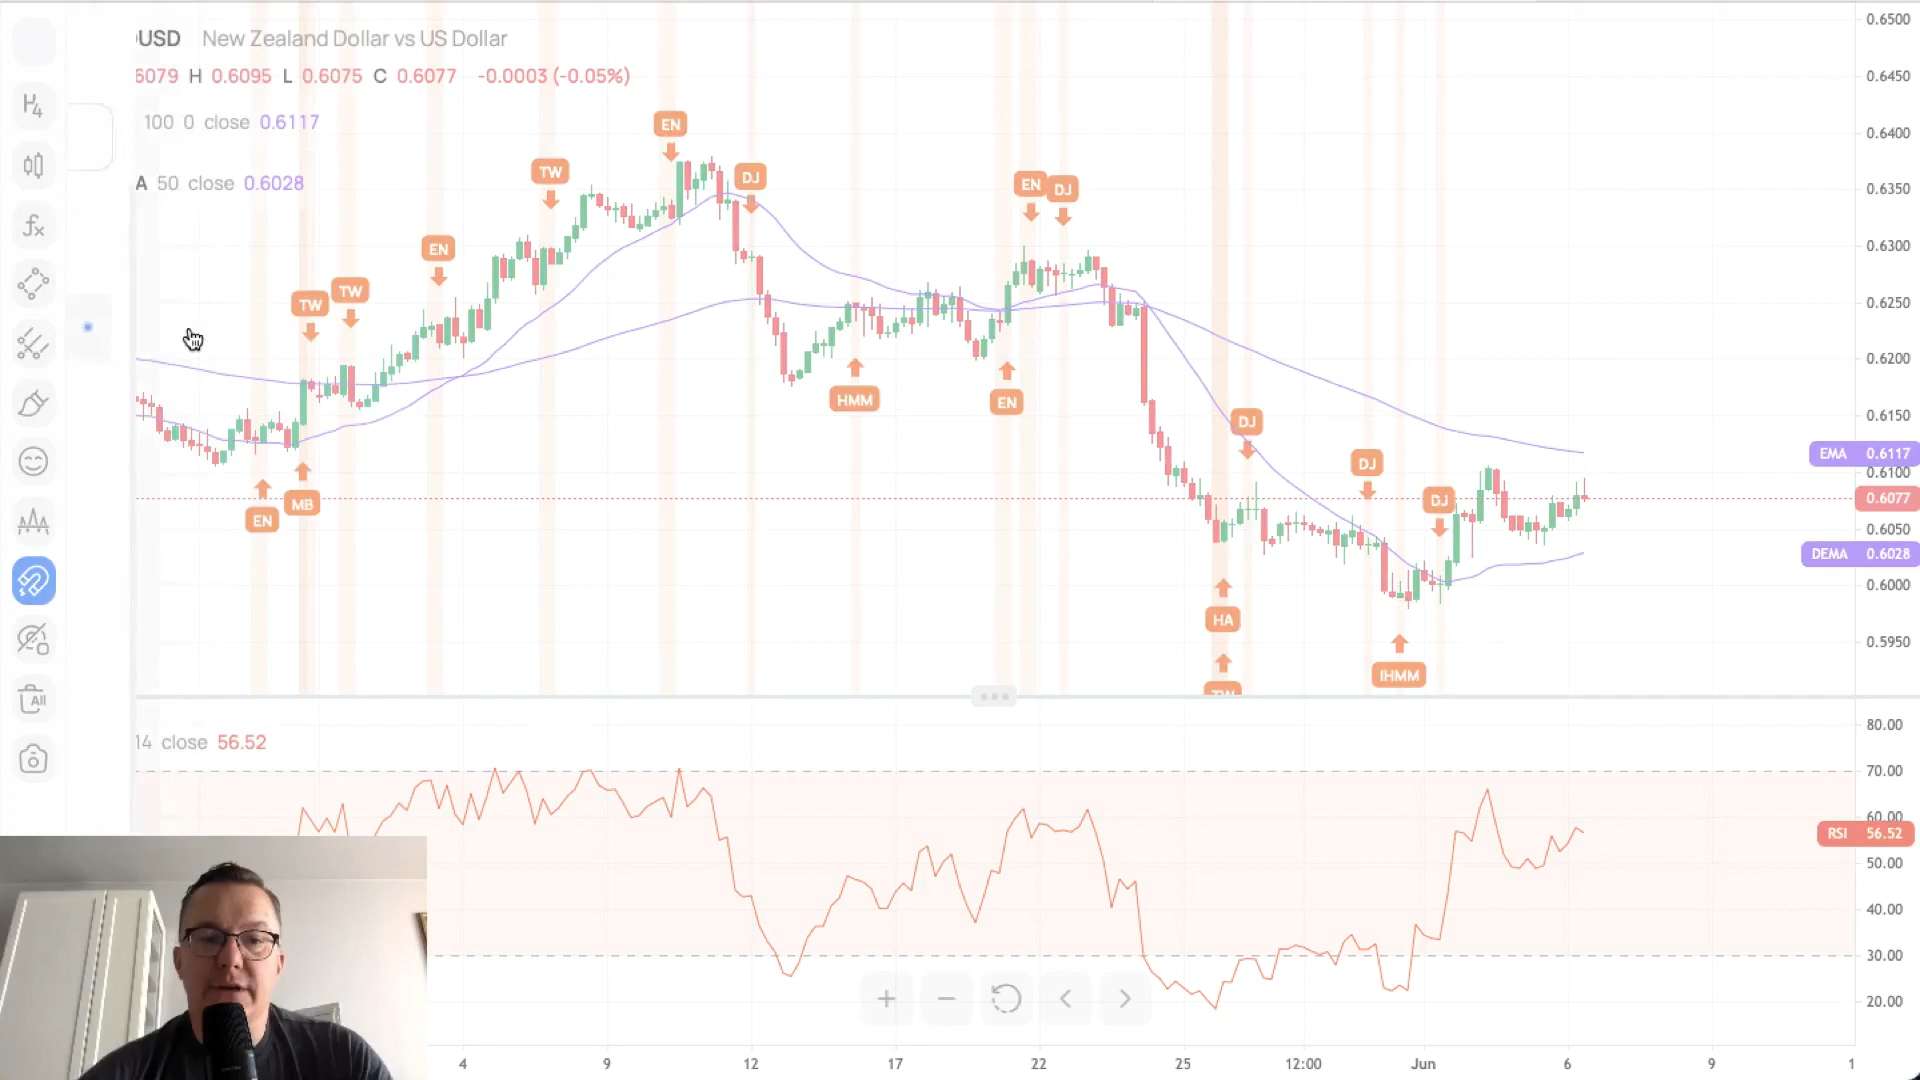 USD New Zealand Dollar vs US Dollar
6079 H 0.6095 L 0.6075 C 0.6077 -0.0003 (-0.05%)
100 0 close 0.6117
A 50 close 0.6028
H4
fx
All
EN
TW
DJ
EN
DJ
EN
TW
TW
HMM
EN
DJ
DJ
DJ
MB
EN
HA
IHMM
TW
0.6500
0.6450
0.6400
0.6350
0.6300
0.6250
0.6200
0.6150
EMA 0.6117
0.6100
0.6077
0.6050
DEMA 0.6028
0.6000
0.5950
14 close 56.52
80.00
70.00
60.00
RSI 56.52
50.00
40.00
30.00
20.00
4 9 12 17 22 25 12:00 Jun 6 9 1